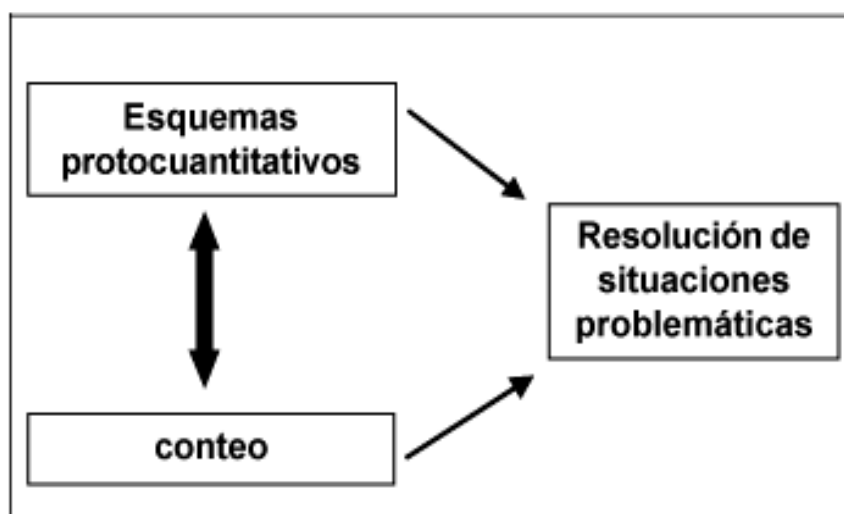 Esquemas
protocuantitativos
Resolución de
situaciones
problemáticas
conteo